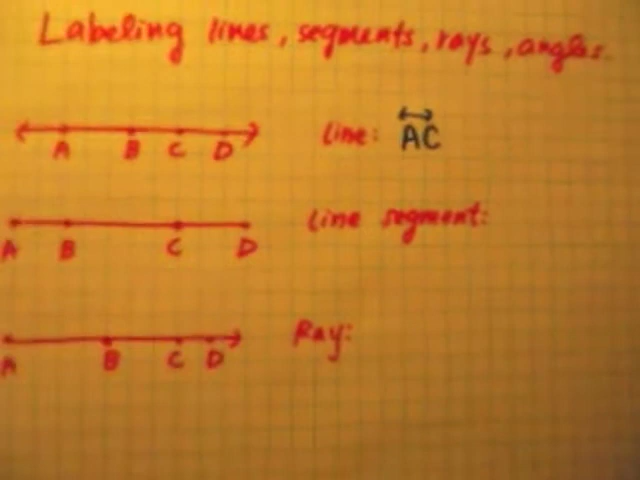 Labeling lines, segments, rays, angles.
A B C D
Line: AC
A B C D
Line segment:
A B C D
Ray: